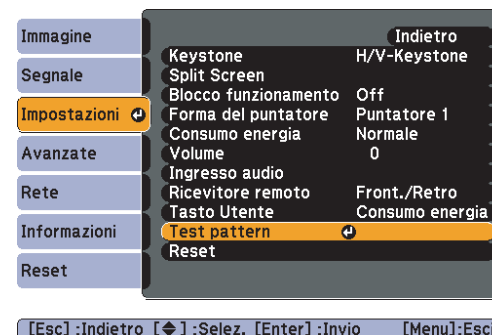 Immagine
Segnale
Impostazioni
Avanzate
Rete
Informazioni
Reset
Indietro
Keystone H/V-Keystone
Split Screen
Blocco funzionamento Off
Forma del puntatore Puntatore 1
Consumo energia Normale
Volume 0
Ingresso audio
Ricevitore remoto Front./Retro
Tasto Utente Consumo energia
Test pattern
Reset
[Esc] :Indietro [◆] :Selez. [Enter] :Invio [Menu]:Esci